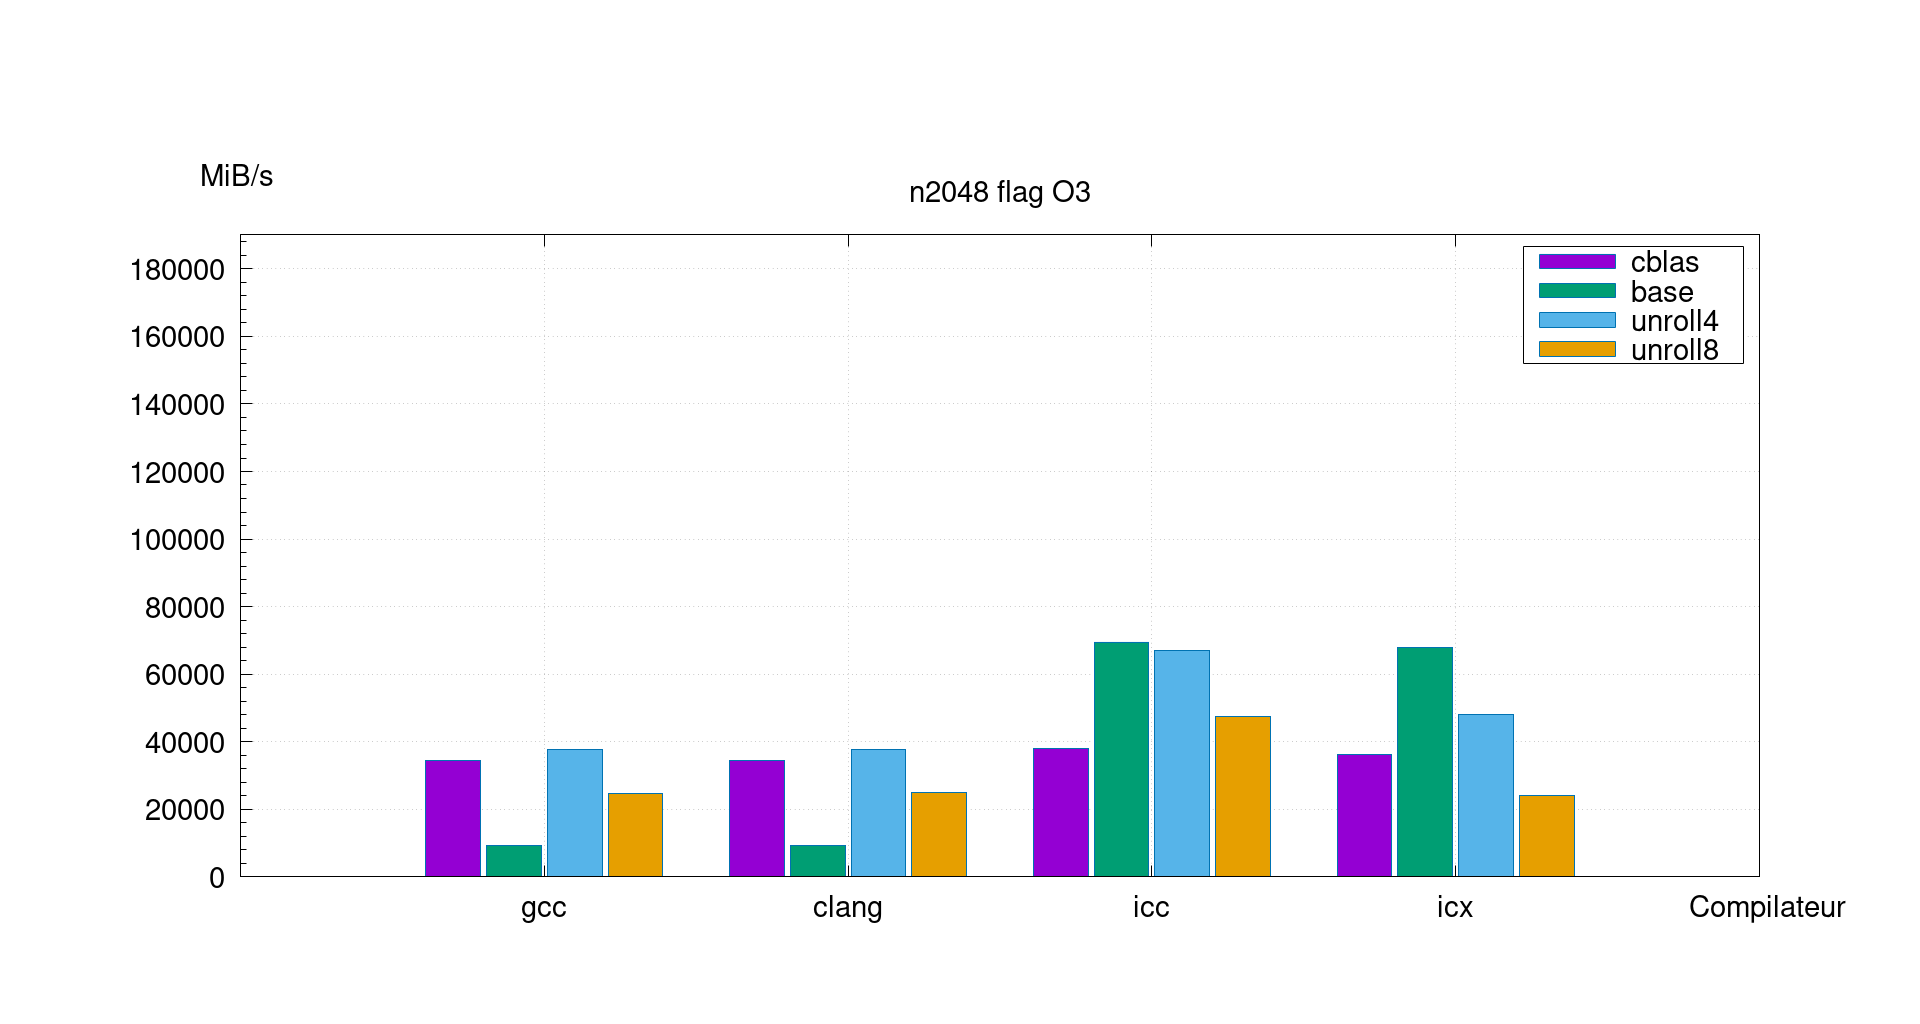 MiB/s
n2048 flag O3
cblas
base
unroll4
unroll8
180000
160000
140000
120000
100000
80000
60000
40000
20000
0
gcc clang icc icx Compilateur